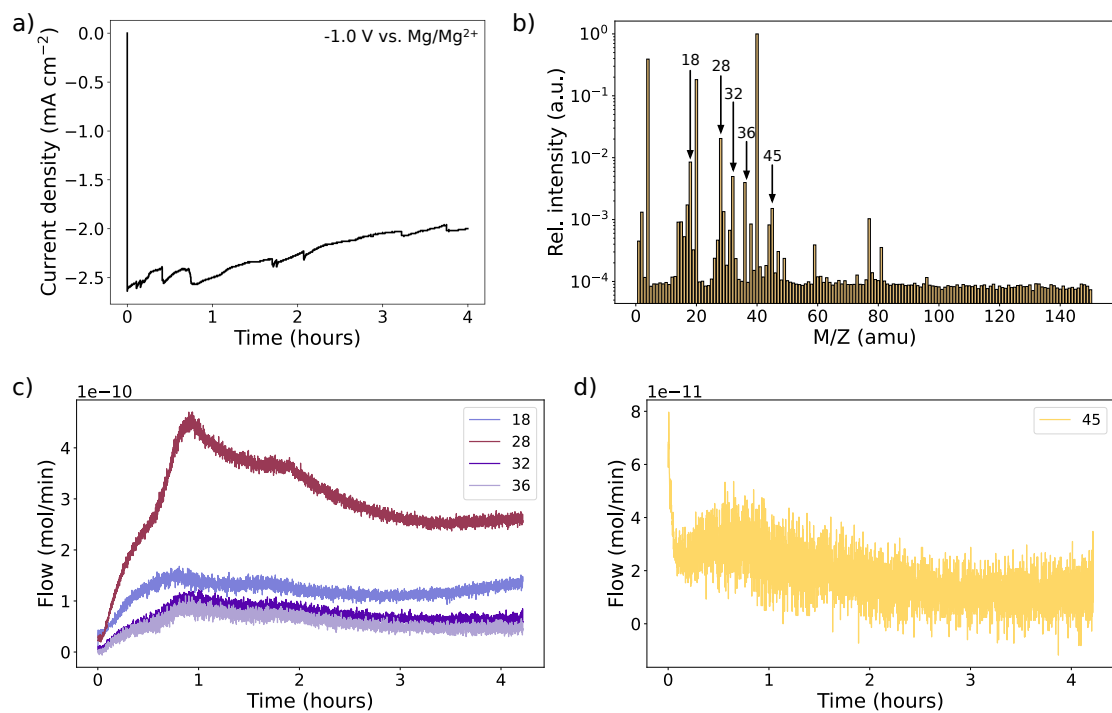 a)
-1.0 V vs. Mg/Mg²⁺
Current density (mA cm⁻²)
0.0
−0.5
−1.0
−1.5
−2.0
−2.5
0 1 2 3 4
Time (hours)
b)
Rel. intensity (a.u.)
10⁰
10⁻¹
10⁻²
10⁻³
10⁻⁴
18
28
32
36
45
0 20 40 60 80 100 120 140
M/Z (amu)
c)
1e−10
Flow (mol/min)
4
3
2
1
0
18
28
32
36
0 1 2 3 4
Time (hours)
d)
1e−11
Flow (mol/min)
8
6
4
2
0
45
0 1 2 3 4
Time (hours)